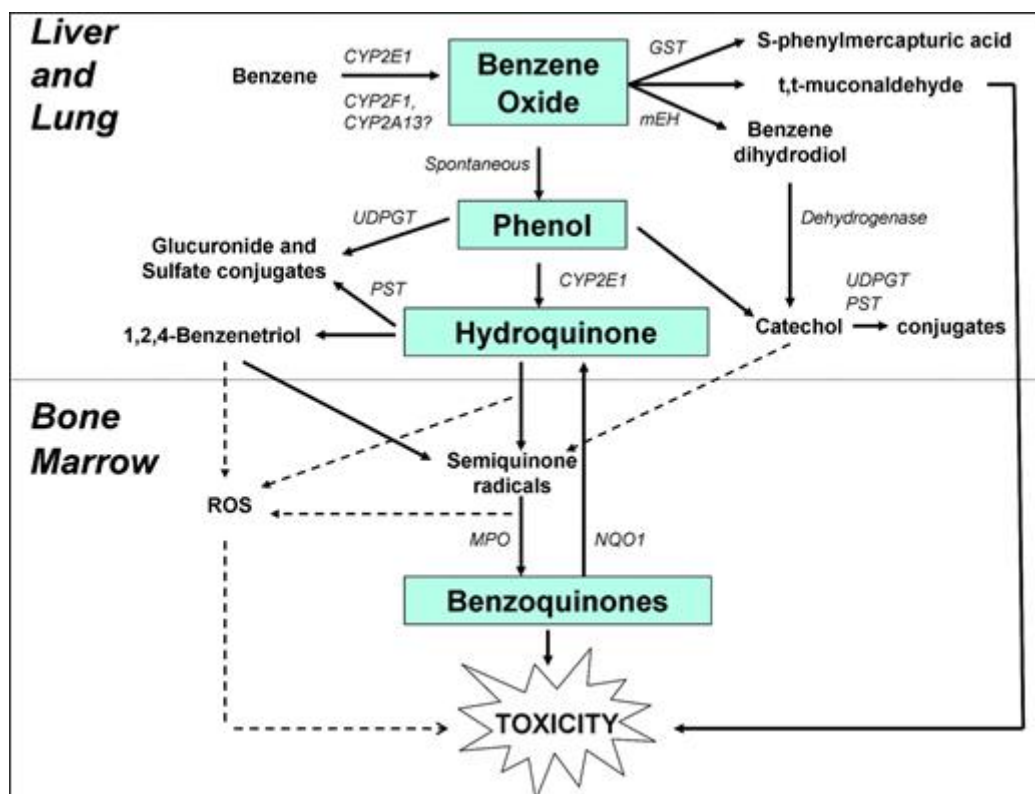 Liver
and
Lung
Benzene
CYP2E1
CYP2F1,
CYP2A13?
Benzene
Oxide
GST
mEH
S-phenylmercapturic acid
t,t-muconaldehyde
Benzene
dihydrodiol
Spontaneous
Phenol
UDPGT
Dehydrogenase
Glucuronide and
Sulfate conjugates
PST
CYP2E1
UDPGT
PST
1,2,4-Benzenetriol
Hydroquinone
Catechol
conjugates
Bone
Marrow
Semiquinone
radicals
ROS
MPO
NQO1
Benzoquinones
TOXICITY